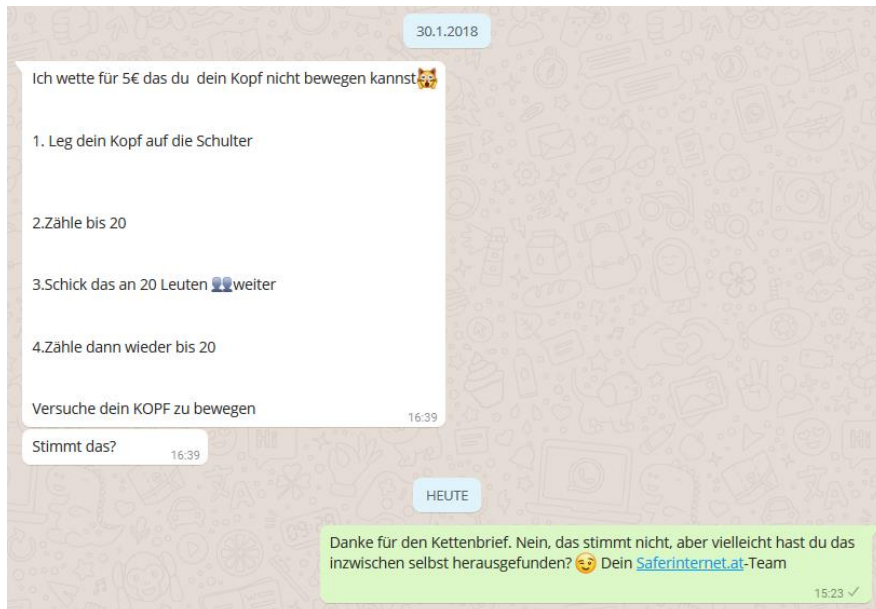 30.1.2018
Ich wette für 5€ das du  dein Kopf nicht bewegen kannst🙀
1. Leg dein Kopf auf die Schulter
2.Zähle bis 20
3.Schick das an 20 Leuten 👥weiter
4.Zähle dann wieder bis 20
Versuche dein KOPF zu bewegen
16:39
Stimmt das?
16:39
HEUTE
Danke für den Kettenbrief. Nein, das stimmt nicht, aber vielleicht hast du das
inzwischen selbst herausgefunden? 😉 Dein Saferinternet.at-Team
15:23 ✓